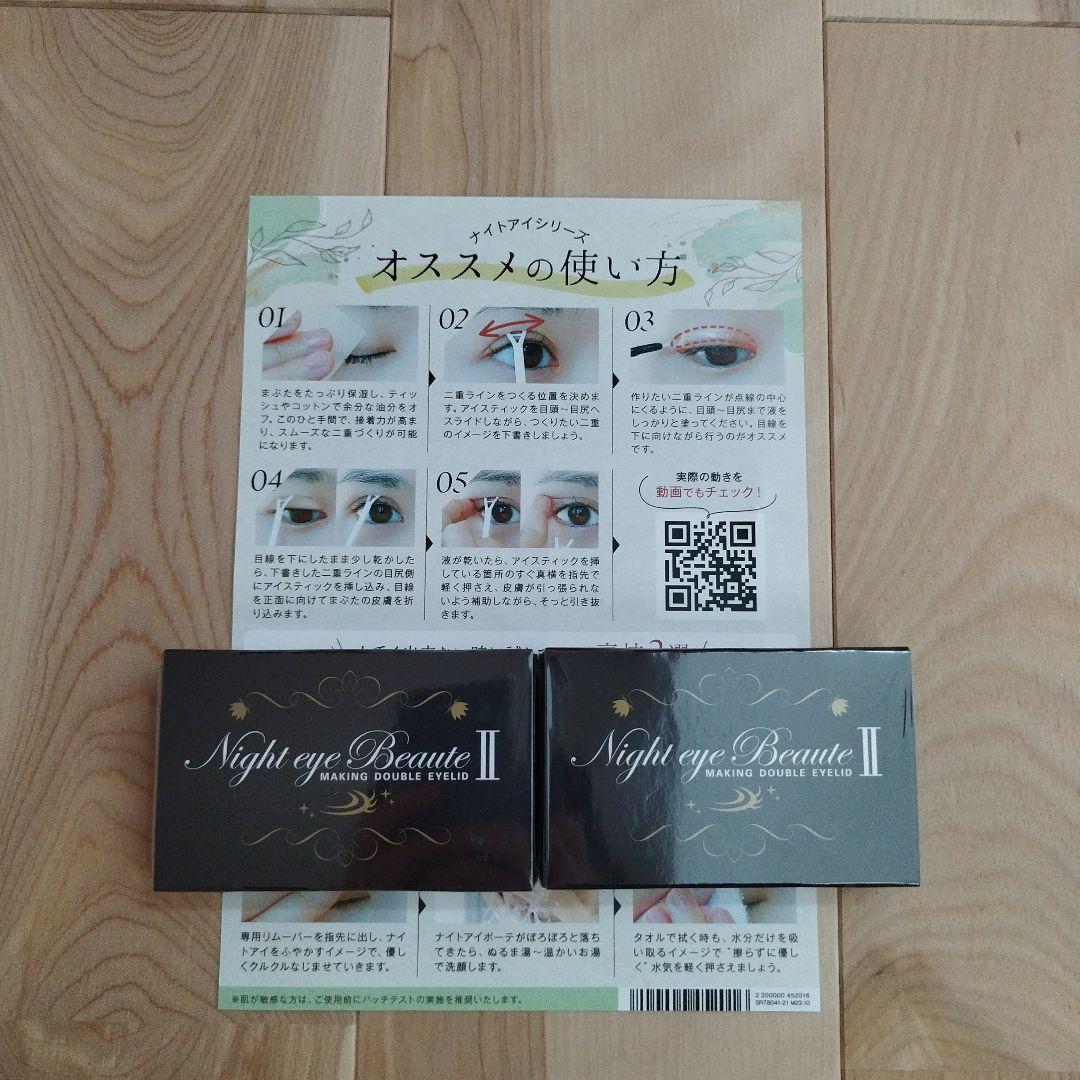 ナイトアイシリーズ
オススメの使い方
01
まぶたをたっぷり保湿し、ティッ
シュやコットンで余分な油分をオ
フ。このひと手間で、接着力が高ま
り、スムーズな二重づくりが可能
になります。
02
二重ラインをつくる位置を決めま
す。アイスティックを目頭〜目尻へ
スライドしながら、つくりたい二重
のイメージを下書きしましょう。
03
作りたい二重ラインが点線の中心
にくるように、目頭〜目尻まで液を
しっかりと塗ってください。目線を
下に向けながら行うのがオススメ
です。
04
目線を下にしたまま少し乾かした
ら、下書きした二重ラインの目尻側
にアイスティックを挿し込み、目線
を正面に向けてまぶたの皮膚を折
り込みます。
05
液が乾いたら、アイスティックを挿
している箇所のすぐ真横を指先で
軽く押さえ、皮膚が引っ張られな
いよう補助しながら、そっと引き抜
きます。
実際の動きを
動画でもチェック!
Night eye Beaute II
MAKING DOUBLE EYELID
Night eye Beaute II
MAKING DOUBLE EYELID
専用リムーバーを指先に出し、ナイ
トアイをふやかすイメージで、優し
くクルクルなじませていきます。
ナイトアイボーテがぽろぽろと落ち
てきたら、ぬるま湯〜温かいお湯
で洗顔します。
タオルで拭く時も、水分だけを吸
い取るイメージで"擦らずに優し
く"水気を軽く押さえましょう。
※肌が敏感な方は、ご使用前にパッチテストの実施を推奨いたします。
2 200000 452016
SR78041-21 M23-10